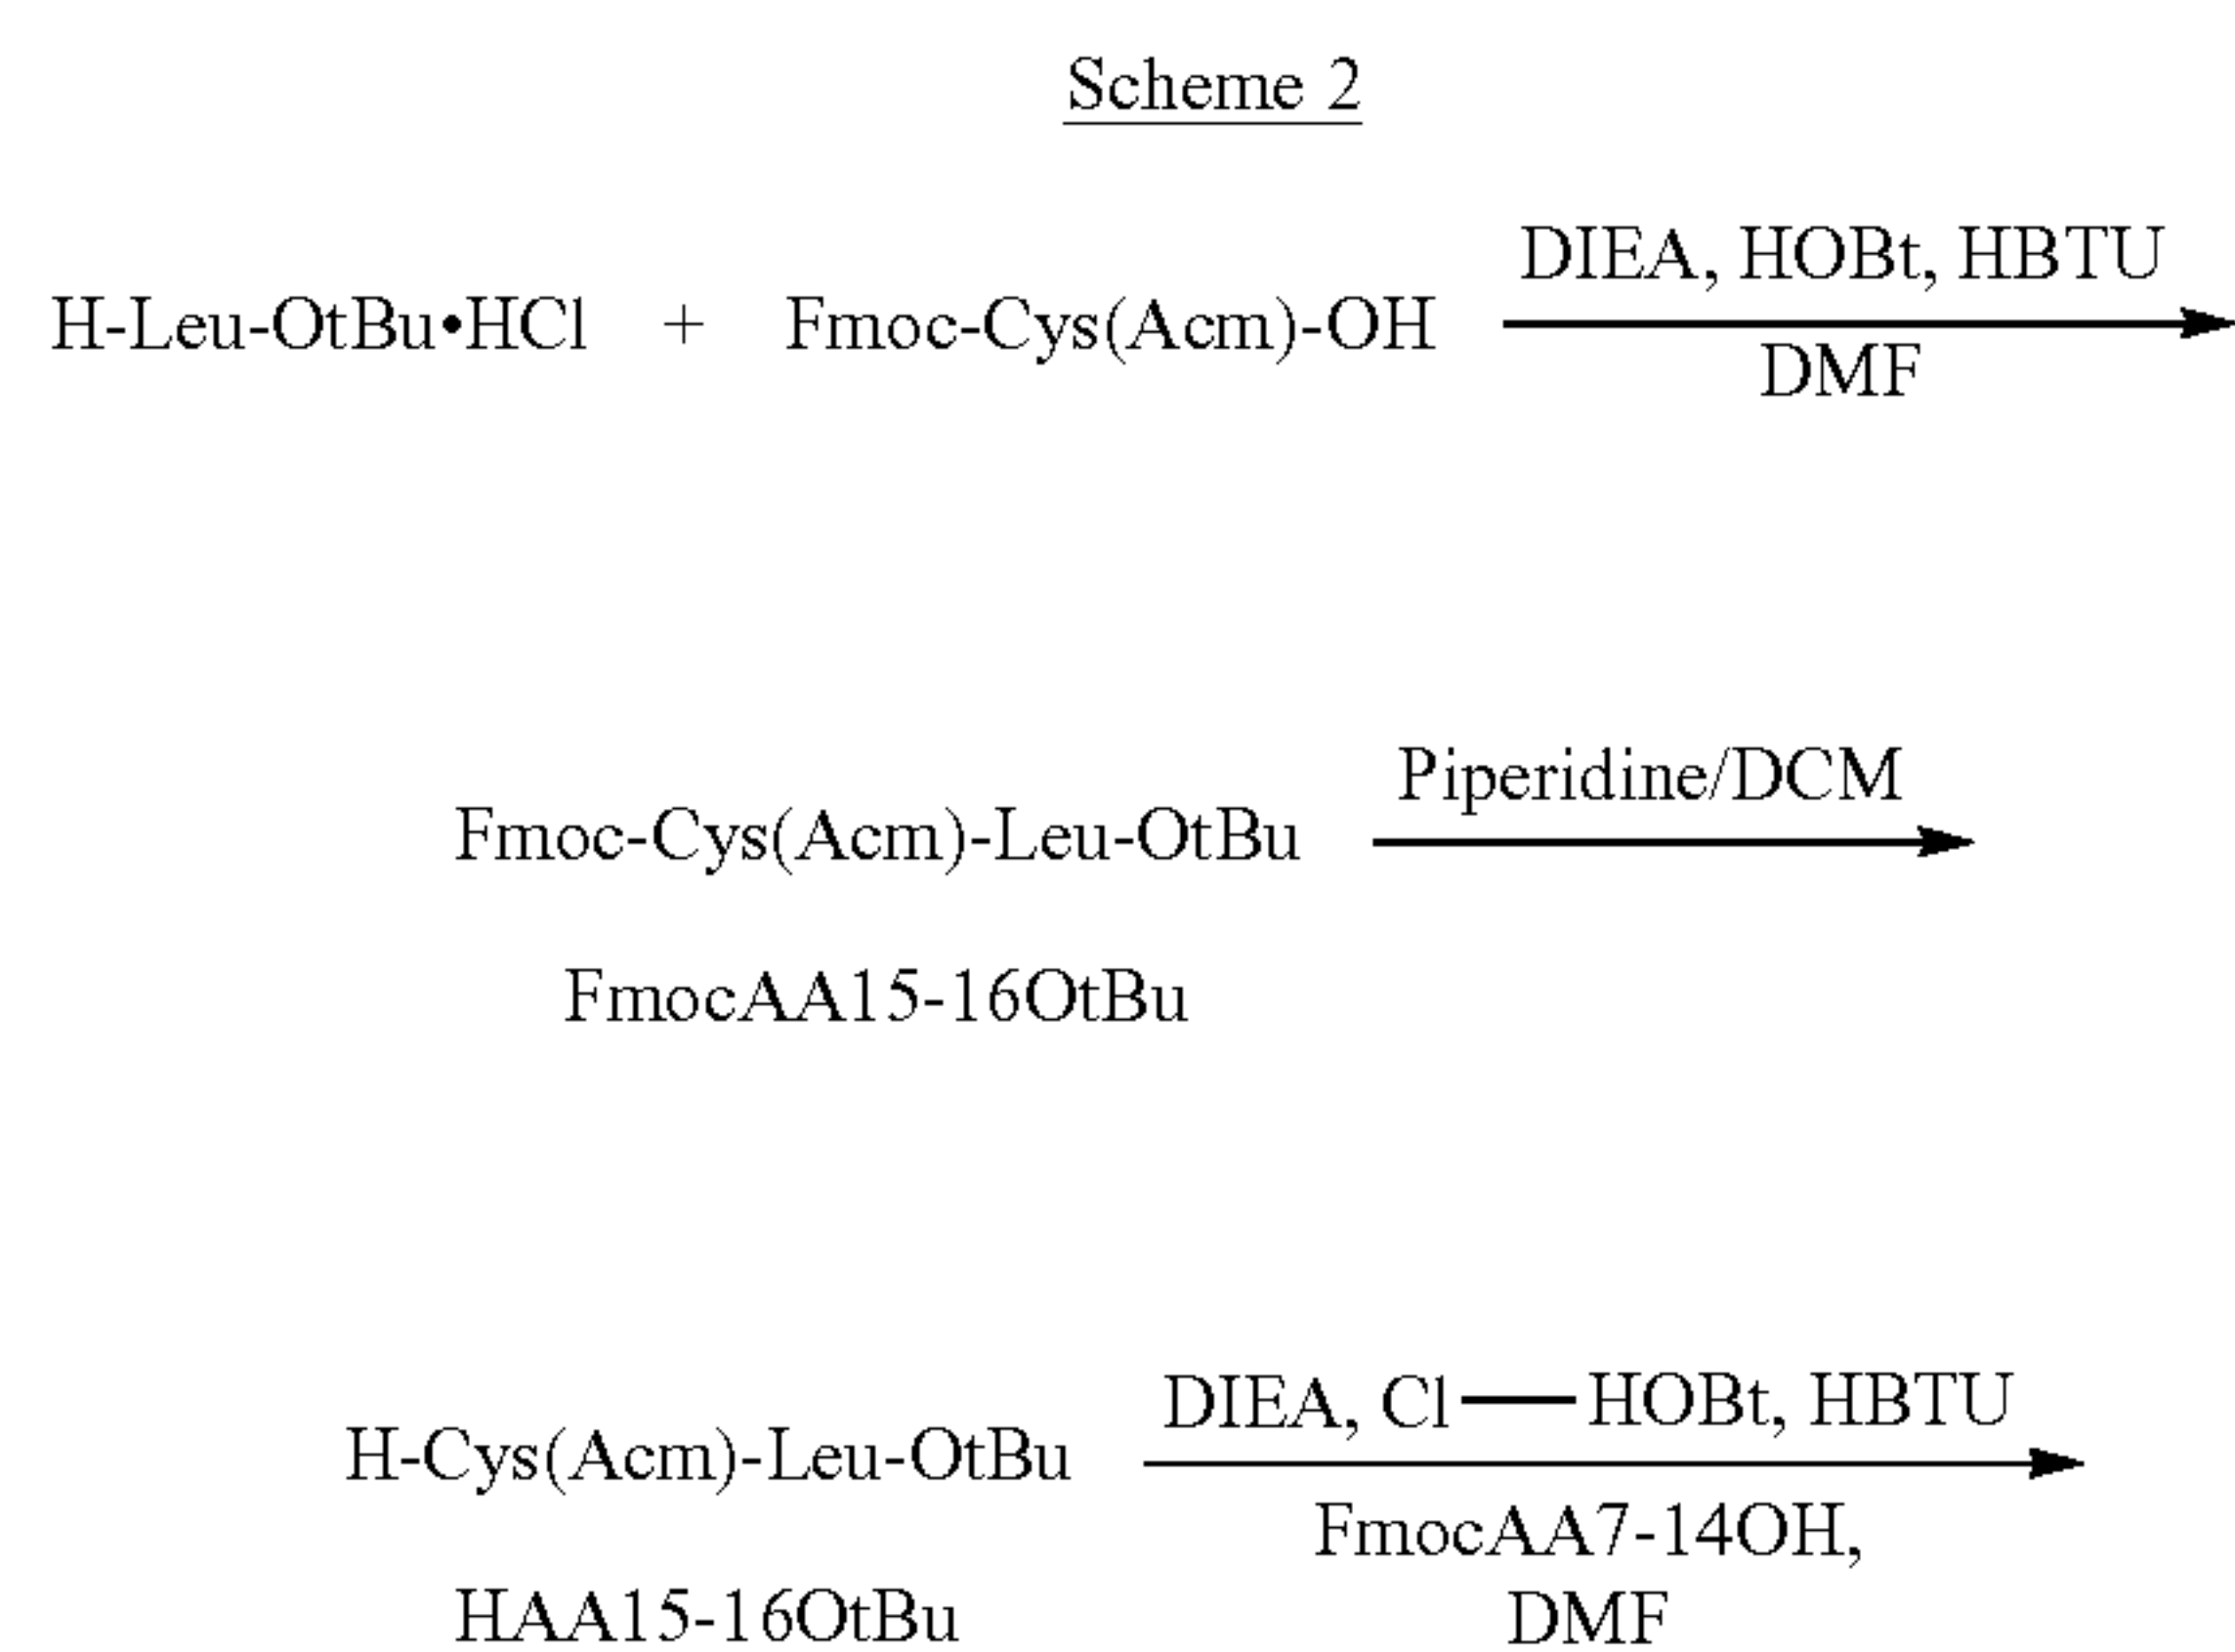 Scheme 2
H-Leu-OtBu•HCl + Fmoc-Cys(Acm)-OH
DIEA, HOBt, HBTU
DMF
Fmoc-Cys(Acm)-Leu-OtBu
FmocAA15-16OtBu
Piperidine/DCM
H-Cys(Acm)-Leu-OtBu
HAA15-16OtBu
DIEA, Cl—HOBt, HBTU
FmocAA7-14OH,
DMF